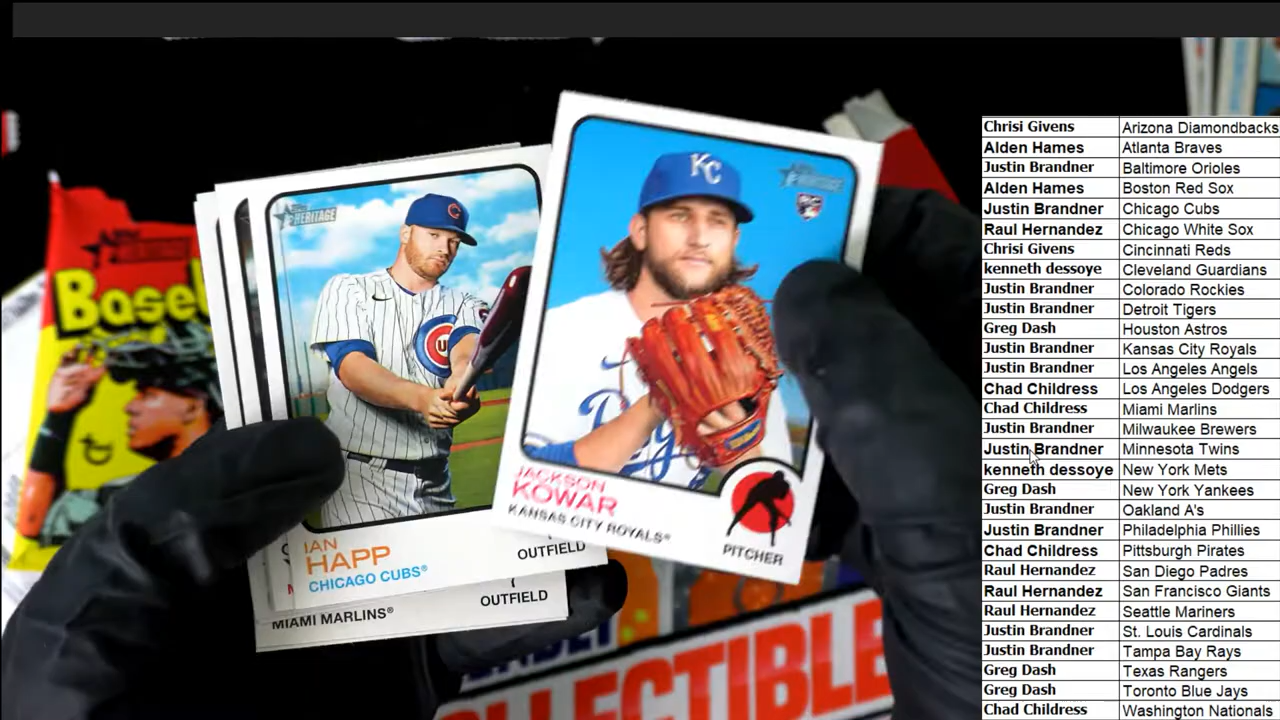 HERITAGE
IAN
HAPP
CHICAGO CUBS®
OUTFIELD
MIAMI MARLINS®
OUTFIELD
KC
HERITAGE
RC
JACKSON
KOWAR
KANSAS CITY ROYALS®
PITCHER
Baseb
LLECTIBLE
Chrisi Givens Arizona Diamondbacks
Alden Hames Atlanta Braves
Justin Brandner Baltimore Orioles
Alden Hames Boston Red Sox
Justin Brandner Chicago Cubs
Raul Hernandez Chicago White Sox
Chrisi Givens Cincinnati Reds
kenneth dessoye Cleveland Guardians
Justin Brandner Colorado Rockies
Justin Brandner Detroit Tigers
Greg Dash Houston Astros
Justin Brandner Kansas City Royals
Justin Brandner Los Angeles Angels
Chad Childress Los Angeles Dodgers
Chad Childress Miami Marlins
Justin Brandner Milwaukee Brewers
Justin Brandner Minnesota Twins
kenneth dessoye New York Mets
Greg Dash New York Yankees
Justin Brandner Oakland A's
Justin Brandner Philadelphia Phillies
Chad Childress Pittsburgh Pirates
Raul Hernandez San Diego Padres
Raul Hernandez San Francisco Giants
Raul Hernandez Seattle Mariners
Justin Brandner St. Louis Cardinals
Justin Brandner Tampa Bay Rays
Greg Dash Texas Rangers
Greg Dash Toronto Blue Jays
Chad Childress Washington Nationals